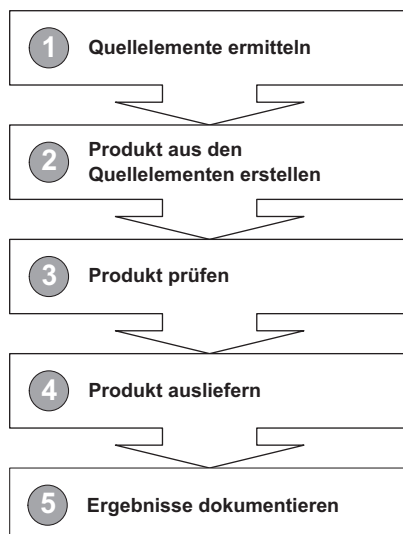 1 Quellelemente ermitteln
2 Produkt aus den
Quellelementen erstellen
3 Produkt prüfen
4 Produkt ausliefern
5 Ergebnisse dokumentieren